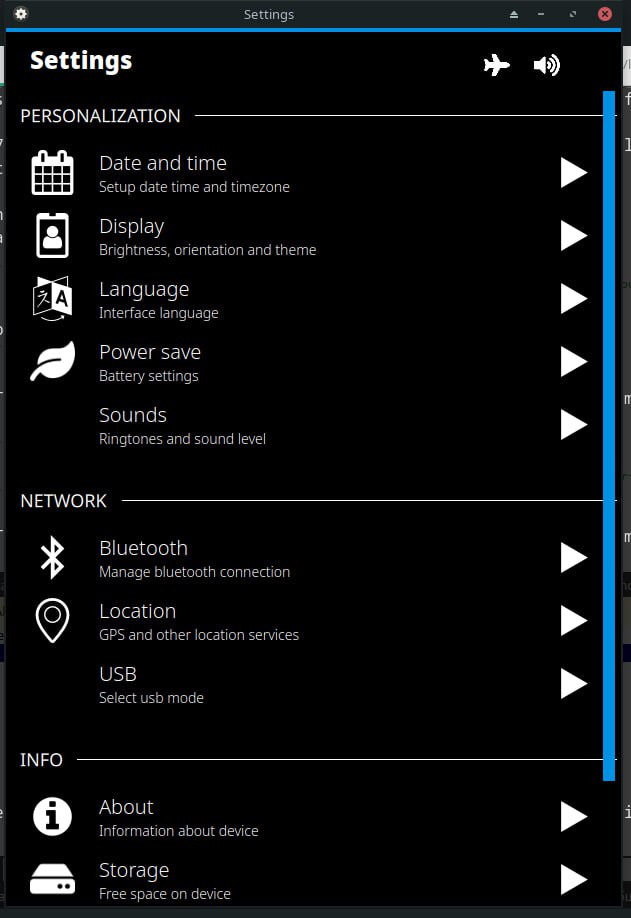 Settings
Settings
PERSONALIZATION
Date and time
Setup date time and timezone
Display
Brightness, orientation and theme
Language
Interface language
Power save
Battery settings
Sounds
Ringtones and sound level
NETWORK
Bluetooth
Manage bluetooth connection
Location
GPS and other location services
USB
Select usb mode
INFO
About
Information about device
Storage
Free space on device